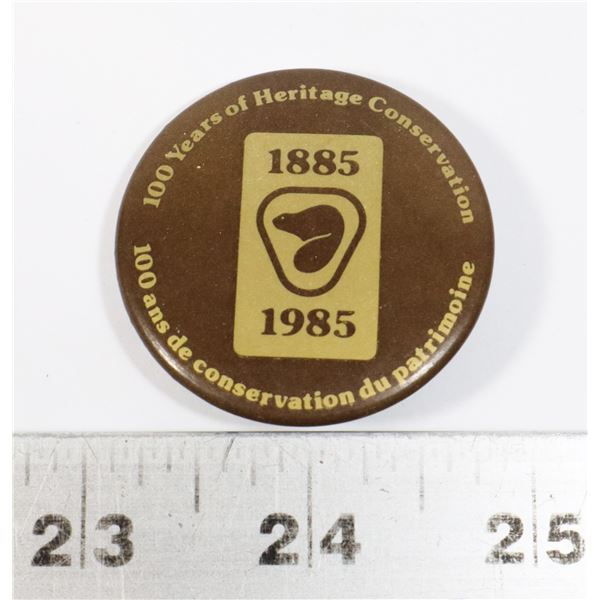 100 Years of Heritage Conservation
1885
1985
100 ans de conservation du patrimoine
23 24 25